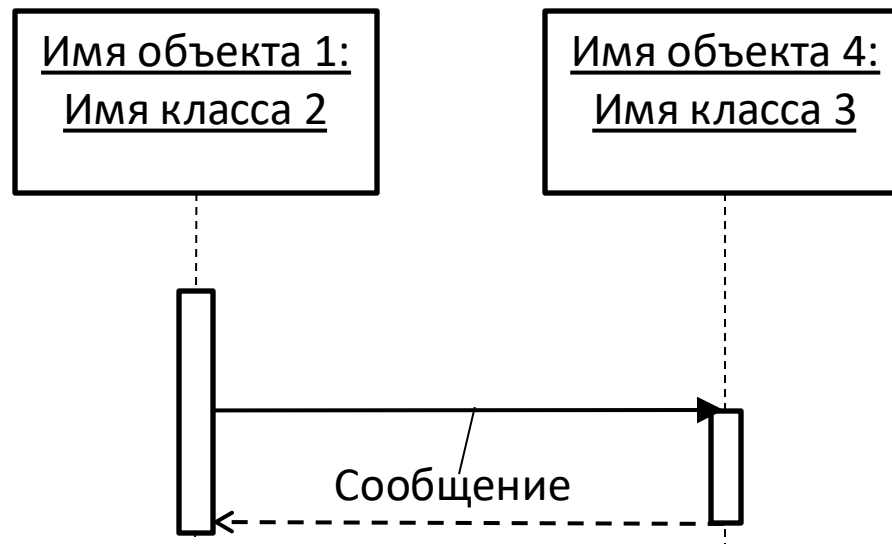 Имя объекта 1:
Имя класса 2
Имя объекта 4:
Имя класса 3
Сообщение